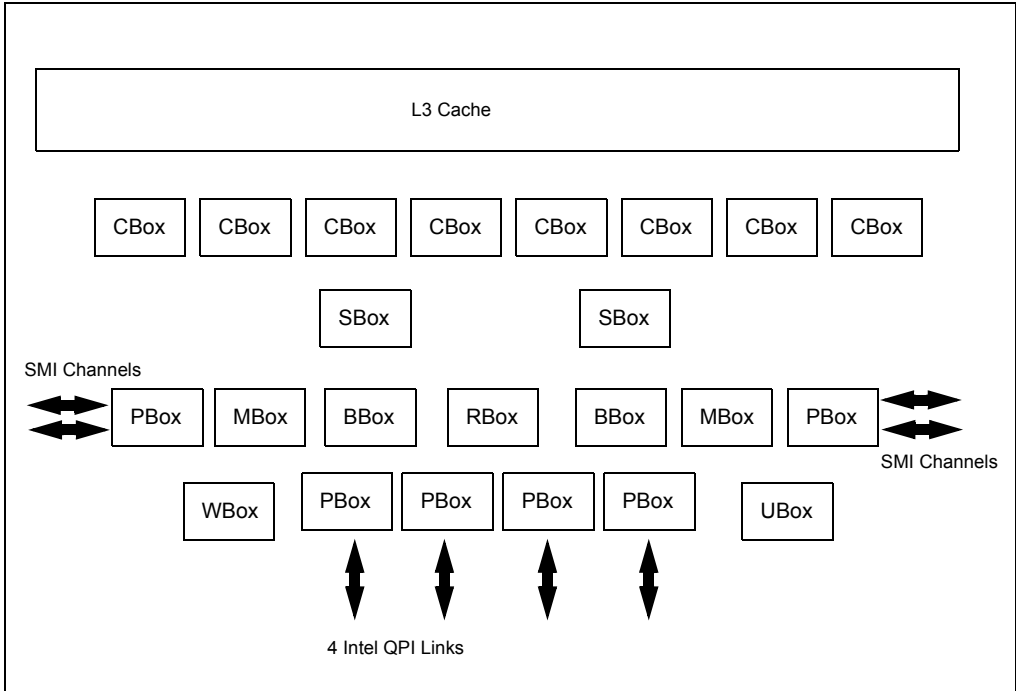 L3 Cache
CBox CBox CBox CBox CBox CBox CBox CBox
SBox SBox
SMI Channels
PBox MBox BBox RBox BBox MBox PBox
SMI Channels
WBox PBox PBox PBox PBox UBox
4 Intel QPI Links